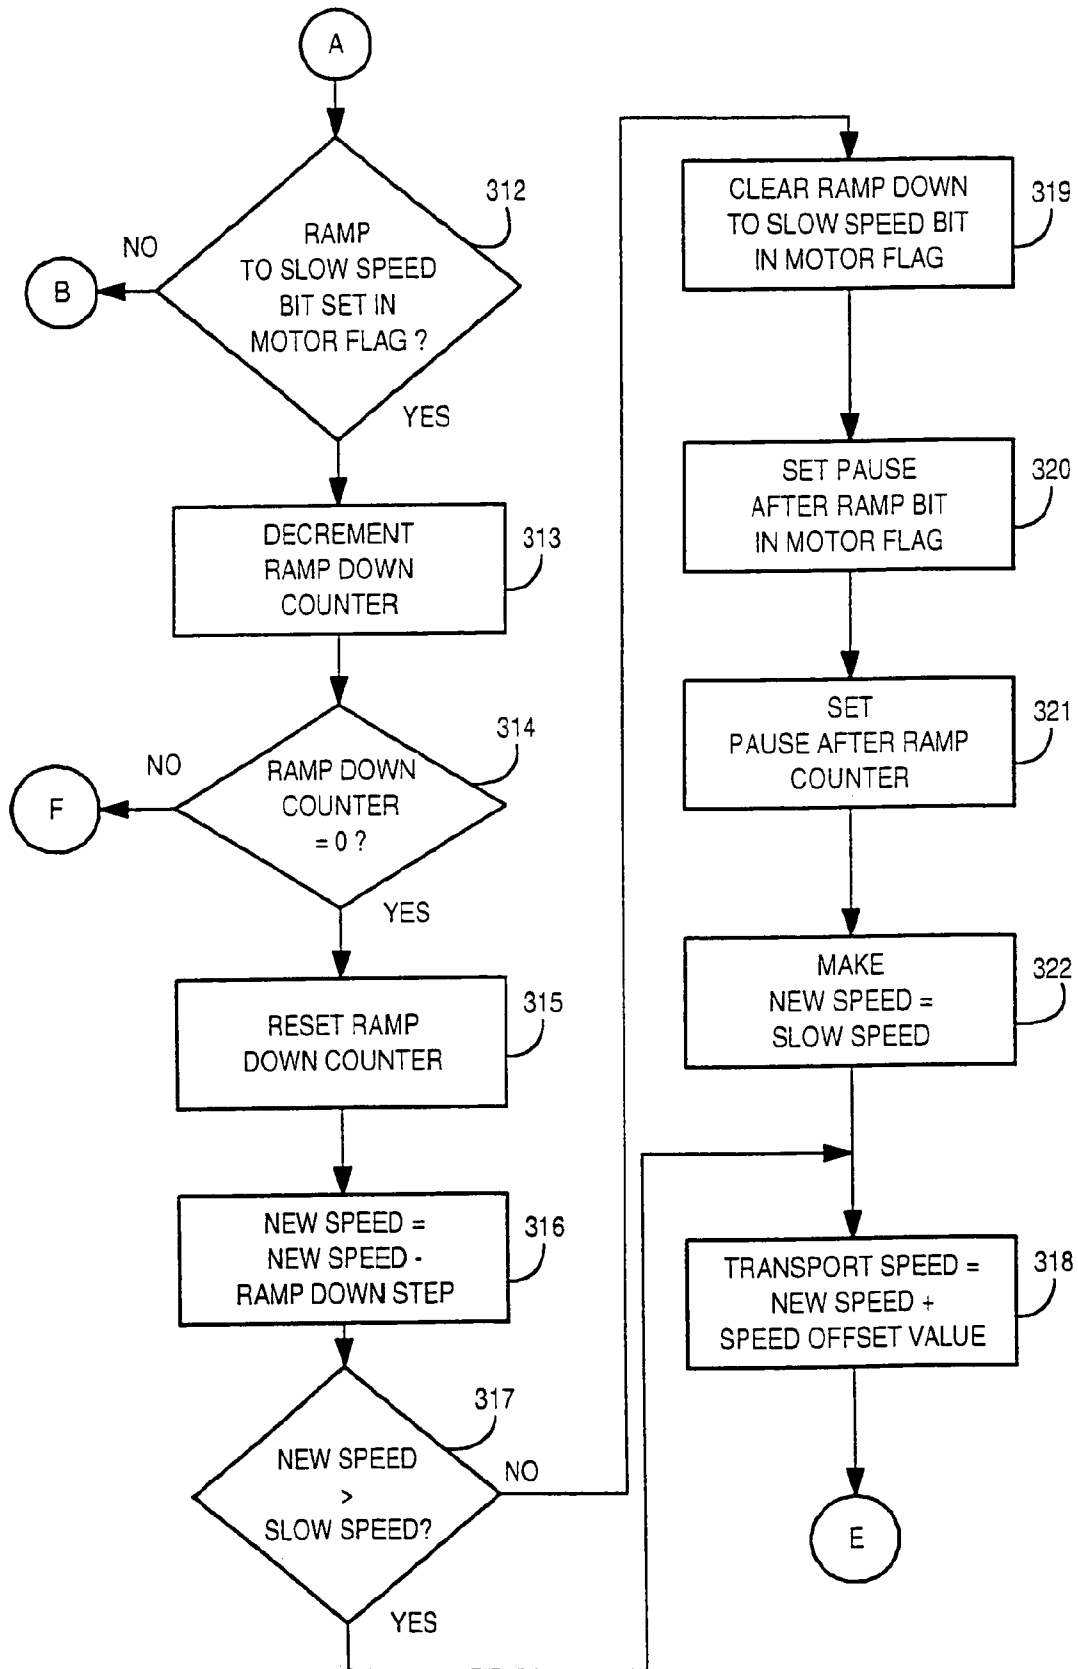 A
312
RAMP
TO SLOW SPEED
BIT SET IN
MOTOR FLAG ?
NO
B
YES
DECREMENT
RAMP DOWN
COUNTER
313
314
RAMP DOWN
COUNTER
= 0 ?
NO
F
YES
RESET RAMP
DOWN COUNTER
315
NEW SPEED =
NEW SPEED -
RAMP DOWN STEP
316
317
NEW SPEED
>
SLOW SPEED?
NO
YES
CLEAR RAMP DOWN
TO SLOW SPEED BIT
IN MOTOR FLAG
319
SET PAUSE
AFTER RAMP BIT
IN MOTOR FLAG
320
SET
PAUSE AFTER RAMP
COUNTER
321
MAKE
NEW SPEED =
SLOW SPEED
322
TRANSPORT SPEED =
NEW SPEED +
SPEED OFFSET VALUE
318
E